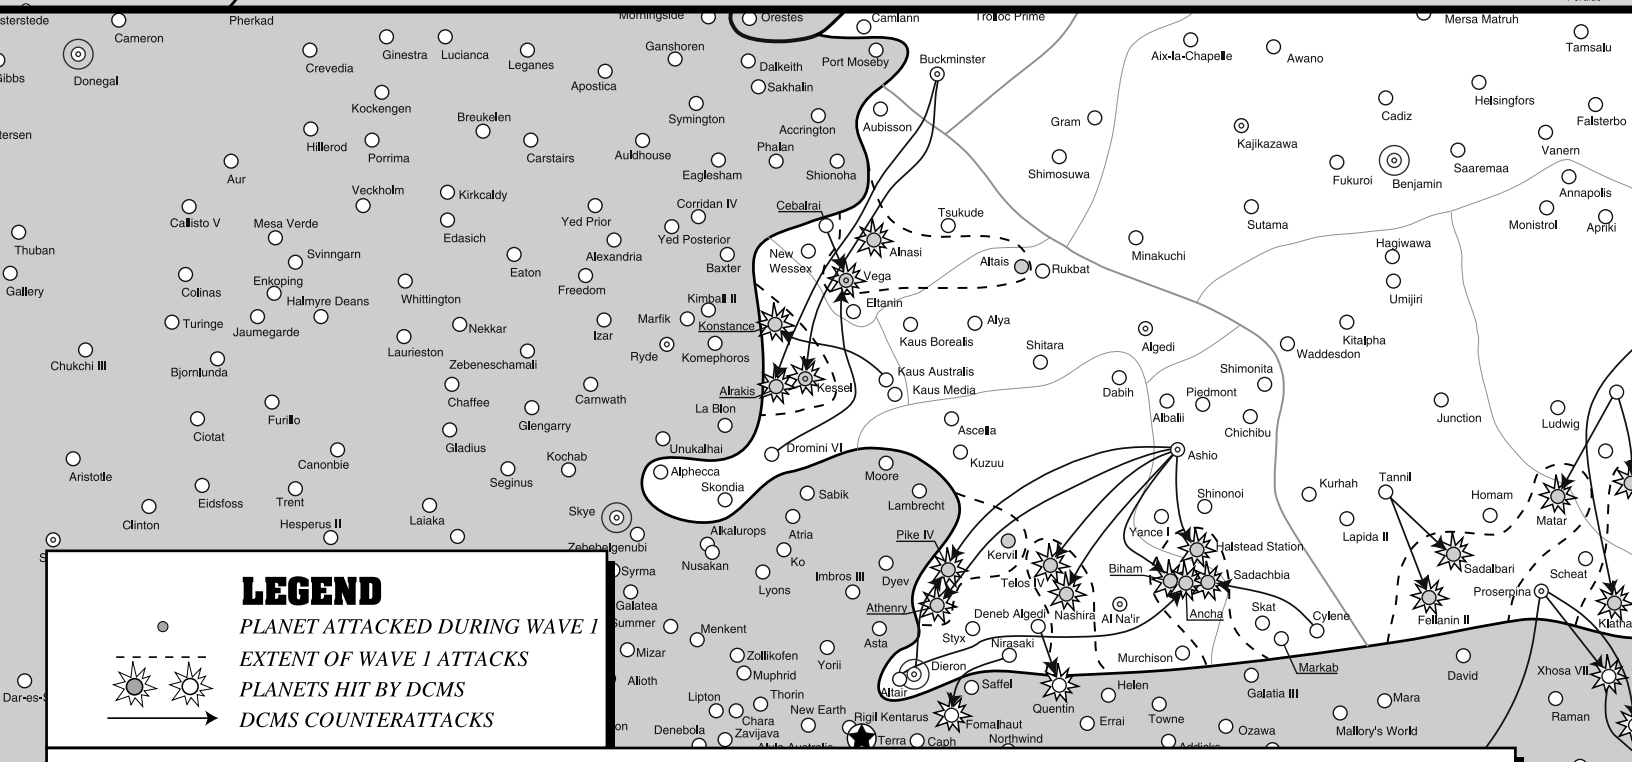 Pherkad
Morningside
Orestes
Camlann
Mersa Matruh
Cameron
Tamsalu
Donegal
Crevedia
Ginestra
Lucianca
Leganes
Ganshoren
Dalkeith
Port Moseby
Buckminster
Aix-la-Chapelle
Awano
Apostica
Sakhalin
Kockengen
Symington
Accrington
Aubisson
Gram
Cadiz
Helsingfors
Falsterbo
Breukelen
Hillerod
Porrima
Carstairs
Auldhouse
Phalan
Kajikazawa
Vanern
Aur
Eaglesham
Shionoha
Shimosuwa
Fukuroi
Benjamin
Saaremaa
Annapolis
Veckholm
Kirkcaldy
Corridan IV
Cebalrai
Tsukude
Callisto V
Mesa Verde
Edasich
Yed Prior
Yed Posterior
Sutama
Monistrol
Apriki
Thuban
Svinngarn
Eaton
Alexandria
Baxter
New
Wessex
Alnasi
Altais
Rukbat
Minakuchi
Hagiwawa
Gallery
Colinas
Enkoping
Halmyre Deans
Whittington
Freedom
Kimball II
Vega
Eltanin
Umijiri
Turinge
Jaumegarde
Nekkar
Izar
Marfik
Konstance
Alya
Kaus Borealis
Algedi
Kitalpha
Chukchi III
Bjornlunda
Laurieston
Zebeneschamali
Ryde
Komephoros
Shitara
Waddesdon
Kaus Australis
Kaus Media
Shimonita
Furillo
Chaffee
Carnwath
Alrakis
Kessel
Dabih
Piedmont
Albalii
Chichibu
Junction
Ludwig
Ciotat
Glengarry
La Blon
Ascella
Gladius
Unukalhai
Dromini VI
Kuzuu
Ashio
Aristotle
Canonbie
Kochab
Seginus
Alphecca
Skondia
Moore
Tannil
Kurhah
Homam
Eidsfoss
Trent
Sabik
Lambrecht
Shinonoi
Matar
Clinton
Hesperus II
Laiaka
Skye
Alkalurops
Atria
Pike IV
Yance
Lapida II
Zebebelgenubi
Nusakan
Ko
Kervil
Halstead Station
Sadalbari
Scheat
Syrma
Lyons
Imbros III
Dyev
Telos IV
Biham
Sadachbia
Proserpina
LEGEND
Galatea
Athenry
Deneb Algedi
Nashira
Al Na'ir
Ancha
Skat
Cylene
Fellanin II
PLANET ATTACKED DURING WAVE 1
Menkent
Asta
Styx
Nirasaki
EXTENT OF WAVE 1 ATTACKS
Mizar
Zollikofen
Yorii
Dieron
Murchison
Markab
David
Xhosa VII
PLANETS HIT BY DCMS
Alioth
Muphrid
Altair
Saffel
Helen
Galatia III
Mara
Lipton
Thorin
Quentin
DCMS COUNTERATTACKS
Chara
New Earth
Rigil Kentarus
Fomalhaut
Errai
Towne
Raman
Denebola
Zavijava
Terra
Caph
Northwind
Ozawa
Mallory's World